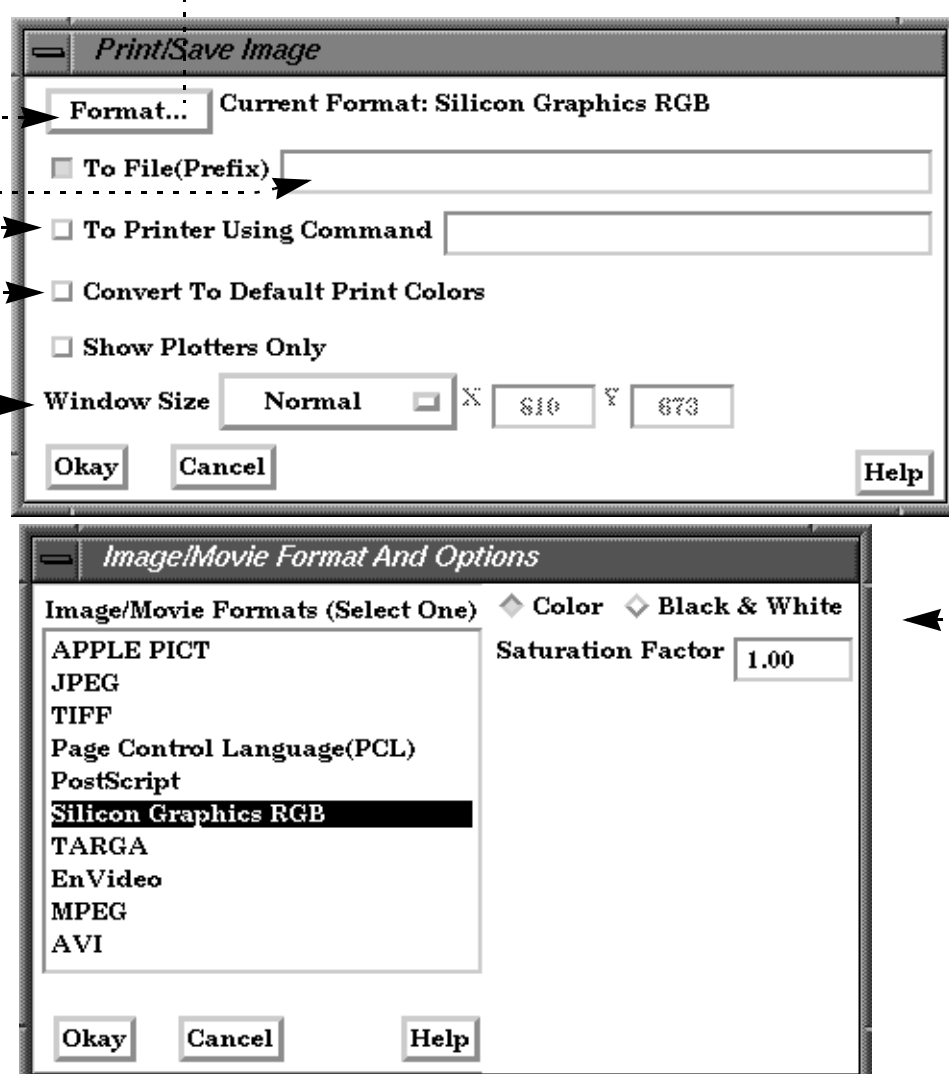 Print/Save Image
Format... Current Format: Silicon Graphics RGB
To File(Prefix)
To Printer Using Command
Convert To Default Print Colors
Show Plotters Only
Window Size Normal X 810 Y 673
Okay Cancel Help
Image/Movie Format And Options
Image/Movie Formats (Select One) Color Black & White
APPLE PICT Saturation Factor 1.00
JPEG
TIFF
Page Control Language(PCL)
PostScript
Silicon Graphics RGB
TARGA
EnVideo
MPEG
AVI
Okay Cancel Help